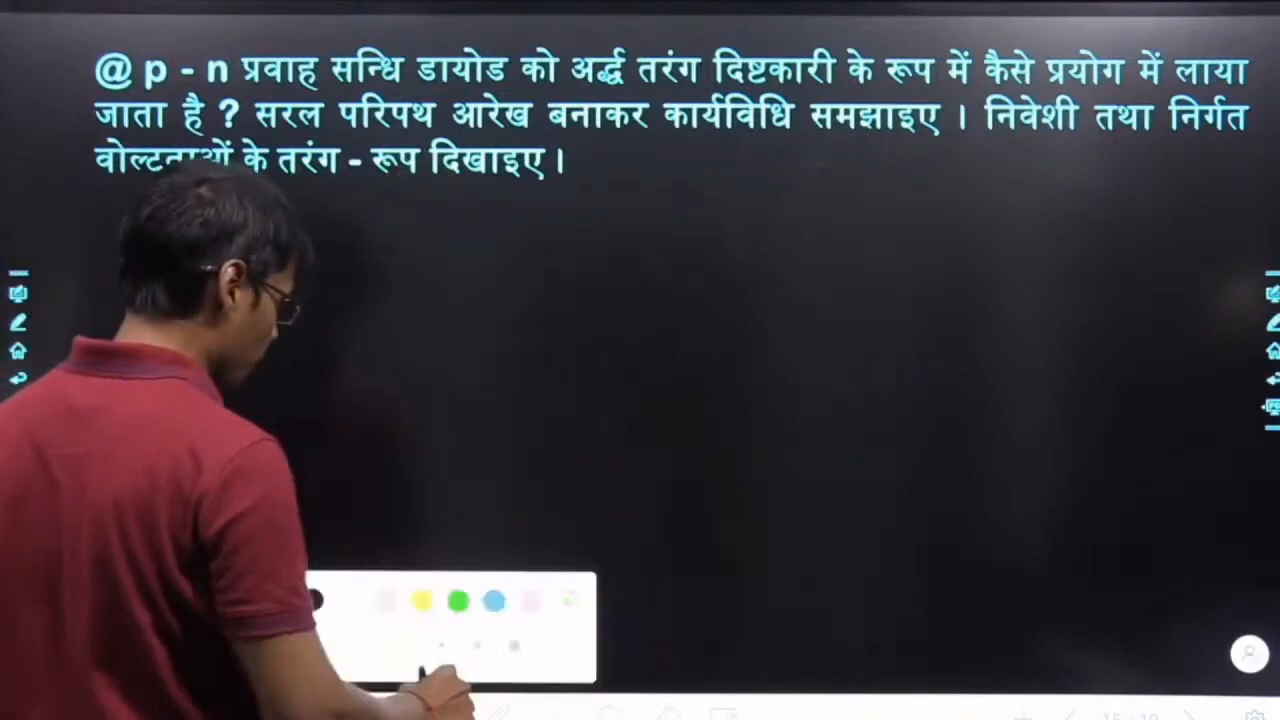 @ p - n प्रवाह सन्धि डायोड को अर्द्ध तरंग दिष्टकारी के रूप में कैसे प्रयोग में लाया
जाता है ? सरल परिपथ आरेख बनाकर कार्यविधि समझाइए । निवेशी तथा निर्गत
वोल्टताओं के तरंग - रूप दिखाइए ।